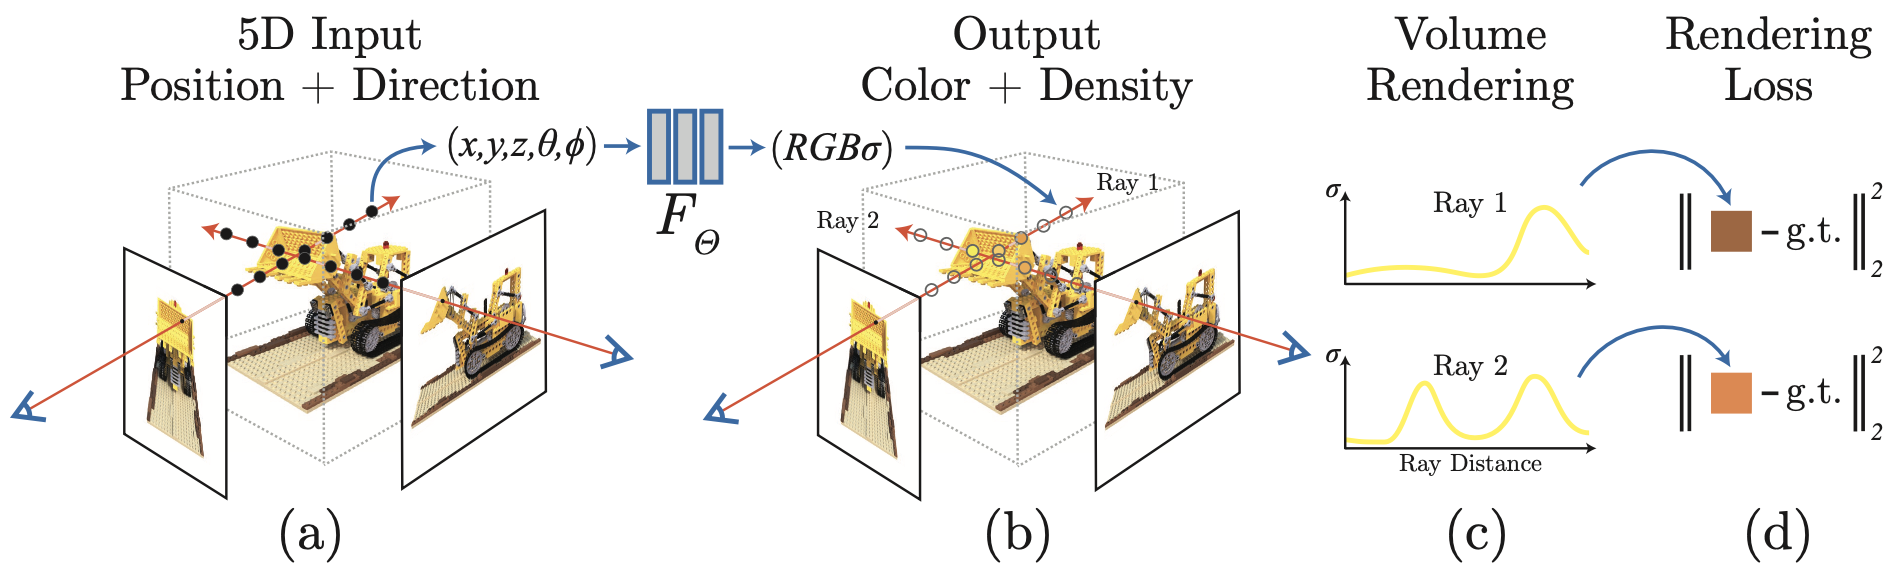 5D Input
Position + Direction
Output
Color + Density
Volume
Rendering
Rendering
Loss
(x,y,z,θ,ϕ)
F_Θ
(RGBσ)
Ray 1
Ray 2
σ
Ray 1
σ
Ray 2
Ray Distance
‖ − g.t. ‖²₂
‖ − g.t. ‖²₂
(a)
(b)
(c)
(d)